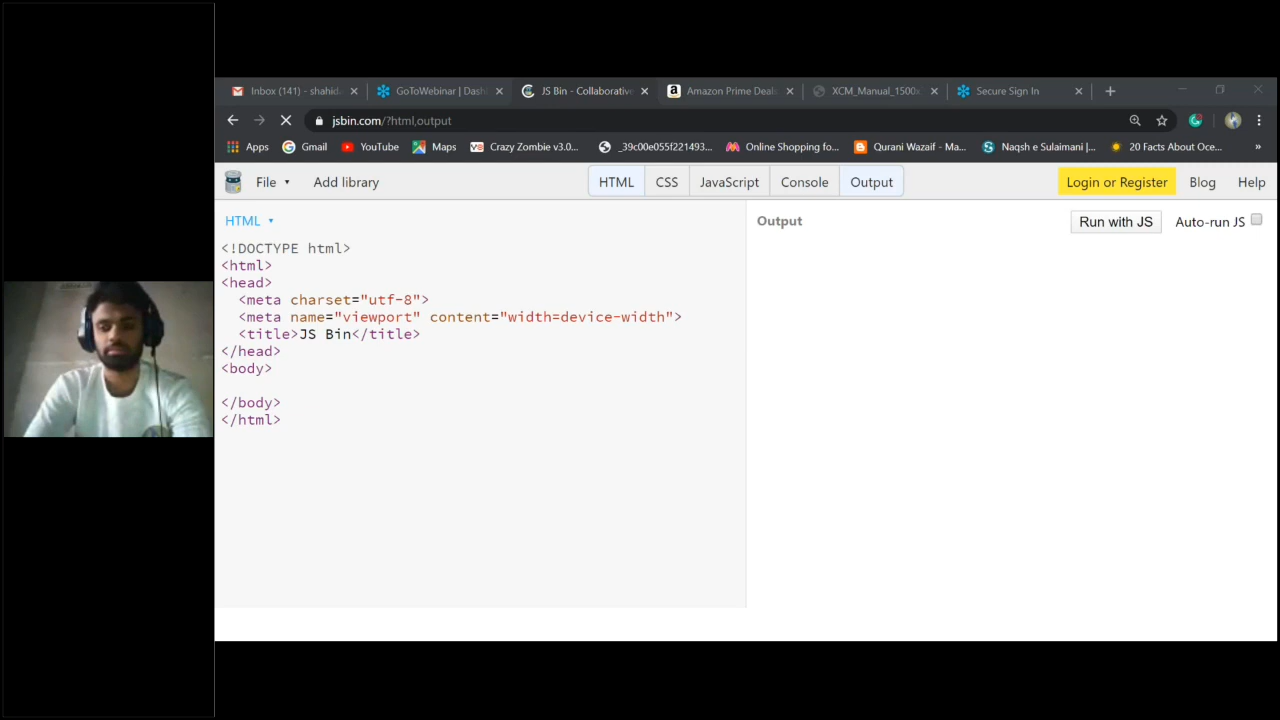 Inbox (141) - shahid.
GoToWebinar | Dash
JS Bin - Collaborative
Amazon Prime Deals
XCM_Manual_1500x
Secure Sign In
jsbin.com/?html,output
Apps
Gmail
YouTube
Maps
Crazy Zombie v3.0...
_39c00e055f221493...
Online Shopping fo...
Qurani Wazaif - Ma...
Naqsh e Sulaimani |...
20 Facts About Oce...
»
File
Add library
HTML
CSS
JavaScript
Console
Output
Login or Register
Blog
Help
HTML
Output
Run with JS
Auto-run JS
<!DOCTYPE html>
<html>
<head>
<meta charset="utf-8">
<meta name="viewport" content="width=device-width">
<title>JS Bin</title>
</head>
<body>
</body>
</html>